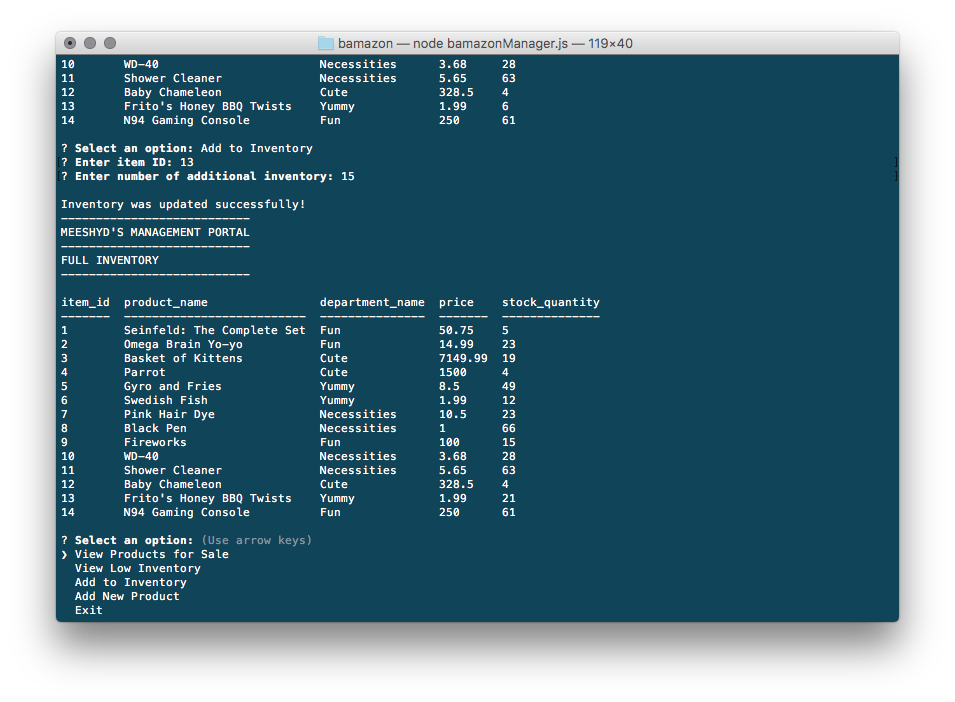 bamazon — node bamazonManager.js — 119×40
10 WD-40 Necessities 3.68 28
11 Shower Cleaner Necessities 5.65 63
12 Baby Chameleon Cute 328.5 4
13 Frito's Honey BBQ Twists Yummy 1.99 6
14 N94 Gaming Console Fun 250 61
? Select an option: Add to Inventory
[? Enter item ID: 13 ]
[? Enter number of additional inventory: 15 ]
Inventory was updated successfully!
---------------------------
MEESHYD'S MANAGEMENT PORTAL
---------------------------
FULL INVENTORY
---------------------------
item_id product_name department_name price stock_quantity
------- -------------------------- --------------- ------- --------------
1 Seinfeld: The Complete Set Fun 50.75 5
2 Omega Brain Yo-yo Fun 14.99 23
3 Basket of Kittens Cute 7149.99 19
4 Parrot Cute 1500 4
5 Gyro and Fries Yummy 8.5 49
6 Swedish Fish Yummy 1.99 12
7 Pink Hair Dye Necessities 10.5 23
8 Black Pen Necessities 1 66
9 Fireworks Fun 100 15
10 WD-40 Necessities 3.68 28
11 Shower Cleaner Necessities 5.65 63
12 Baby Chameleon Cute 328.5 4
13 Frito's Honey BBQ Twists Yummy 1.99 21
14 N94 Gaming Console Fun 250 61
? Select an option: (Use arrow keys)
❯ View Products for Sale
View Low Inventory
Add to Inventory
Add New Product
Exit